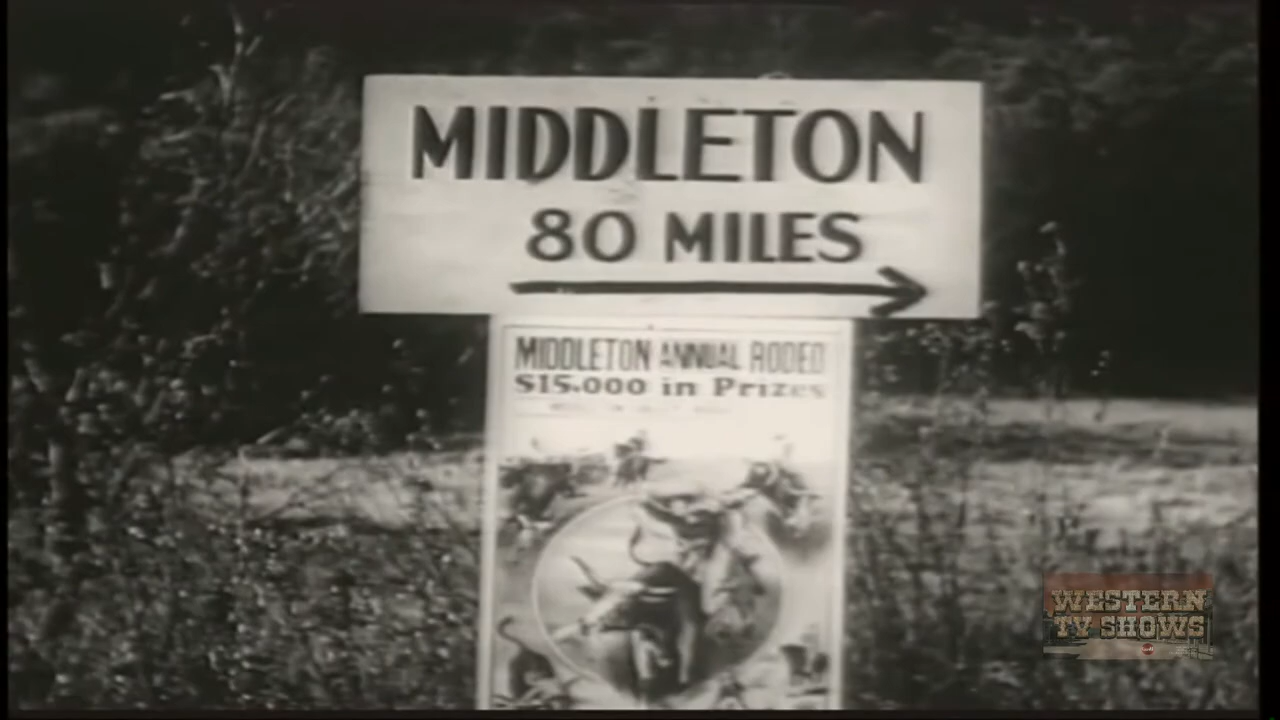 MIDDLETON
80 MILES
MIDDLETON ANNUAL RODEO
$15,000 in Prizes
WESTERN
TV SHOWS